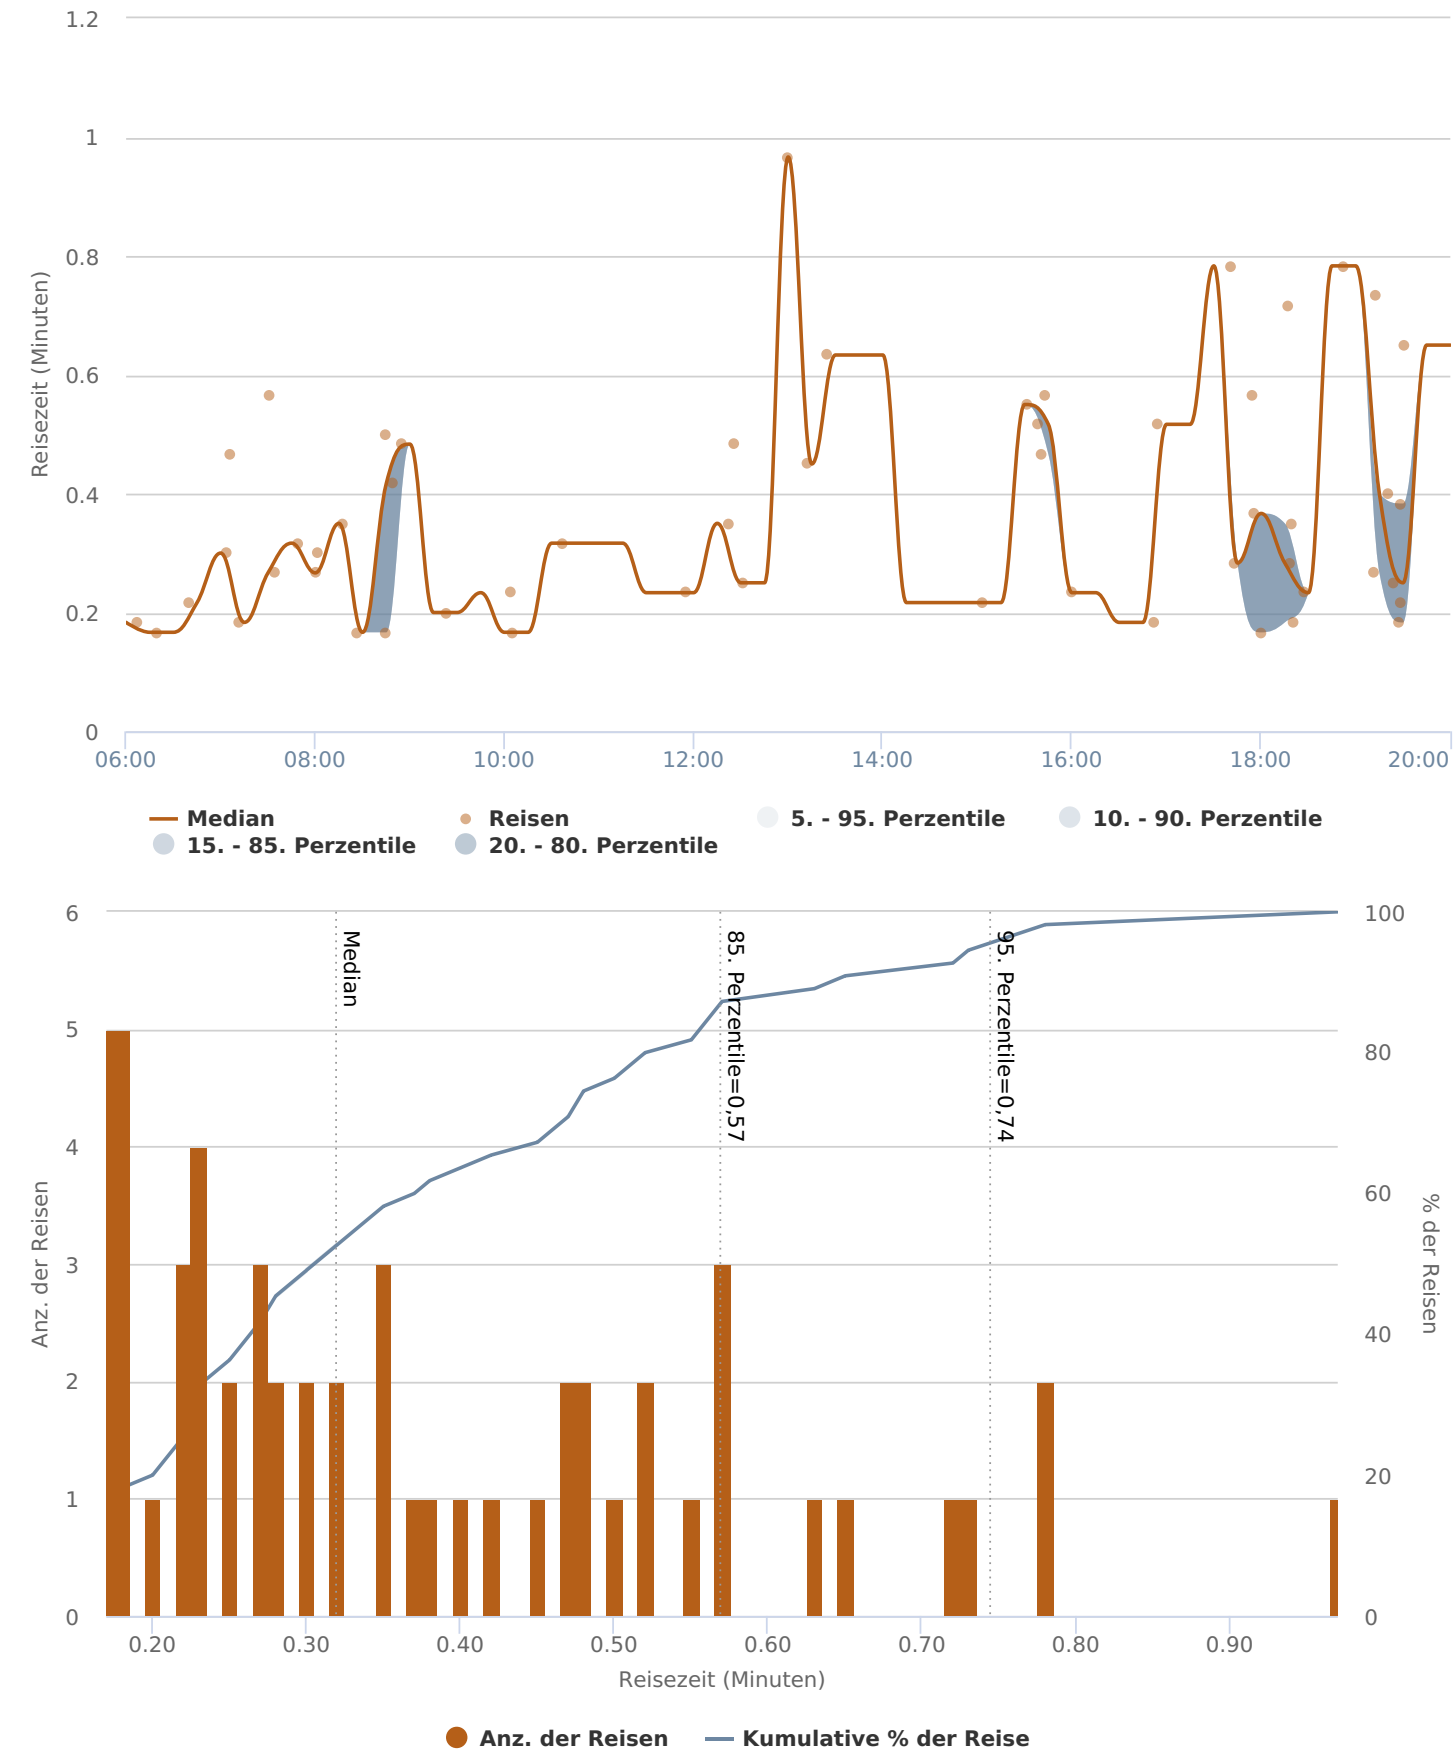 1.2
1
0.8
0.6
0.4
0.2
0
Reisezeit (Minuten)
06:00 08:00 10:00 12:00 14:00 16:00 18:00 20:00
Median Reisen 5. - 95. Perzentile 10. - 90. Perzentile
15. - 85. Perzentile 20. - 80. Perzentile
6
5
4
3
2
1
0
Anz. der Reisen
Median
85. Perzentile=0,57
95. Perzentile=0,74
100
80
60
40
20
0
% der Reisen
0.20 0.30 0.40 0.50 0.60 0.70 0.80 0.90
Reisezeit (Minuten)
Anz. der Reisen Kumulative % der Reise